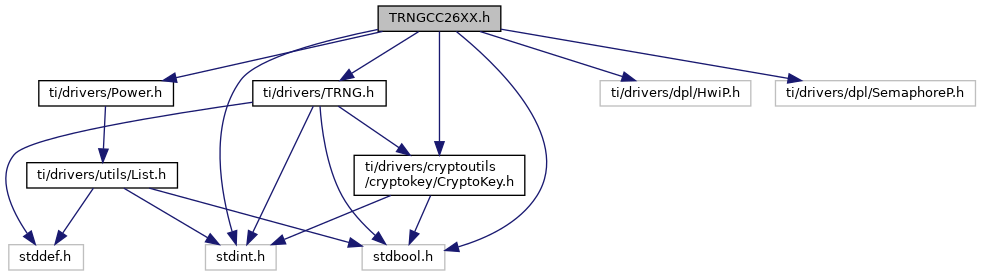 TRNGCC26XX.h
ti/drivers/Power.h
ti/drivers/TRNG.h
ti/drivers/dpl/HwiP.h
ti/drivers/dpl/SemaphoreP.h
ti/drivers/utils/List.h
ti/drivers/cryptoutils
/cryptokey/CryptoKey.h
stddef.h
stdint.h
stdbool.h